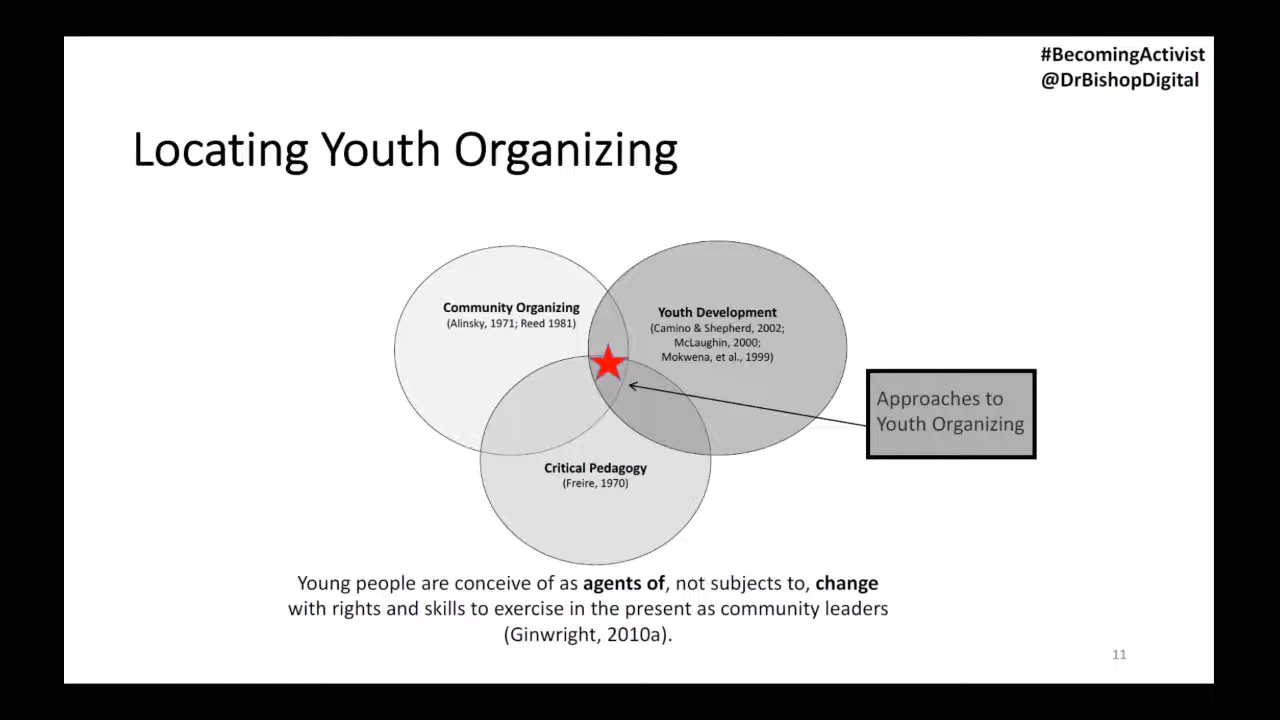 #BecomingActivist
@DrBishopDigital
Locating Youth Organizing
Community Organizing
(Alinsky, 1971; Reed 1981)
Youth Development
(Camino & Shepherd, 2002;
McLaughin, 2000;
Mokwena, et al., 1999)
Approaches to
Youth Organizing
Critical Pedagogy
(Freire, 1970)
Young people are conceive of as agents of, not subjects to, change
with rights and skills to exercise in the present as community leaders
(Ginwright, 2010a).
11